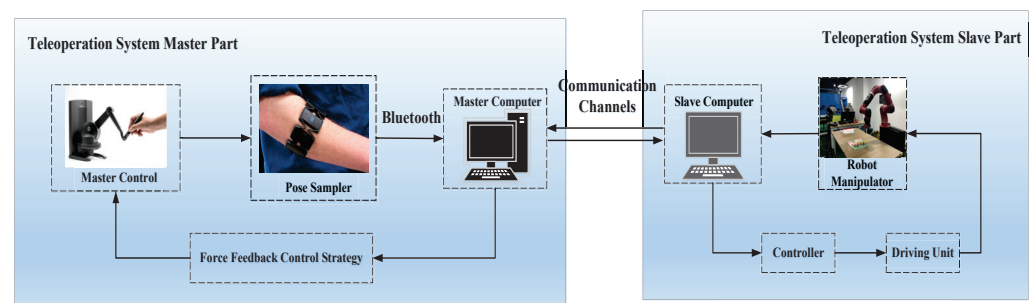 Teleoperation System Master Part
Teleoperation System Slave Part
Master Control
Pose Sampler
Bluetooth
Master Computer
Communication
Channels
Slave Computer
Robot
Manipulator
Force Feedback Control Strategy
Controller
Driving Unit